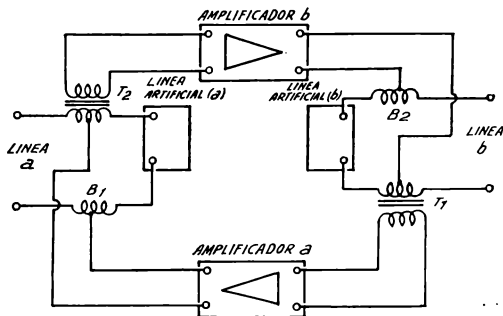 AMPLIFICADOR b
T2
LINEA
ARTIFICIAL (a)
LINEA
ARTIFICIAL (b)
B2
LINEA
a
LINEA
b
B1
T1
AMPLIFICADOR a